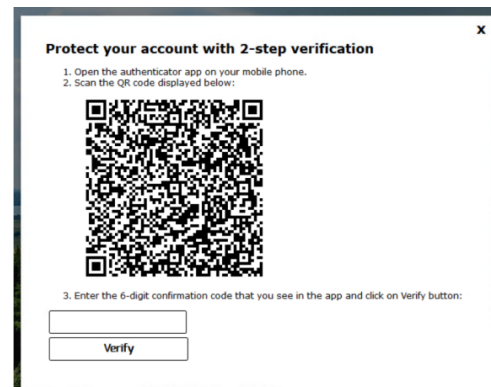 x
Protect your account with 2-step verification
1. Open the authenticator app on your mobile phone.
2. Scan the QR code displayed below:
3. Enter the 6-digit confirmation code that you see in the app and click on Verify button:
Verify